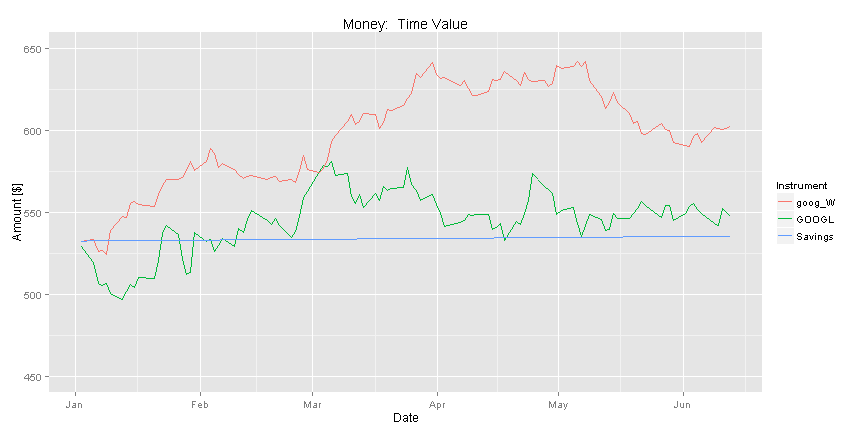 Money:  Time Value
650
600
550
500
450
Amount [$]
Jan Feb Mar Apr May Jun
Date
Instrument
goog_W
GOOGL
Savings